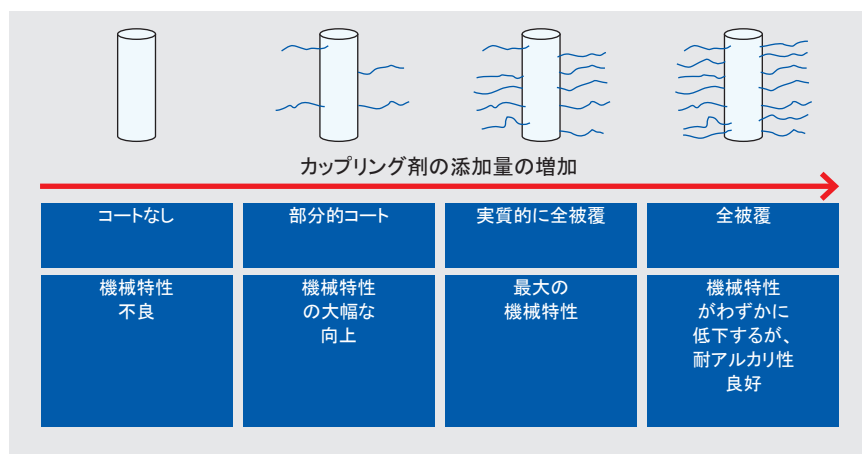 カップリング剤の添加量の増加
コートなし
部分的コート
実質的に全被覆
全被覆
機械特性
不良
機械特性
の大幅な
向上
最大の
機械特性
機械特性
がわずかに
低下するが、
耐アルカリ性
良好